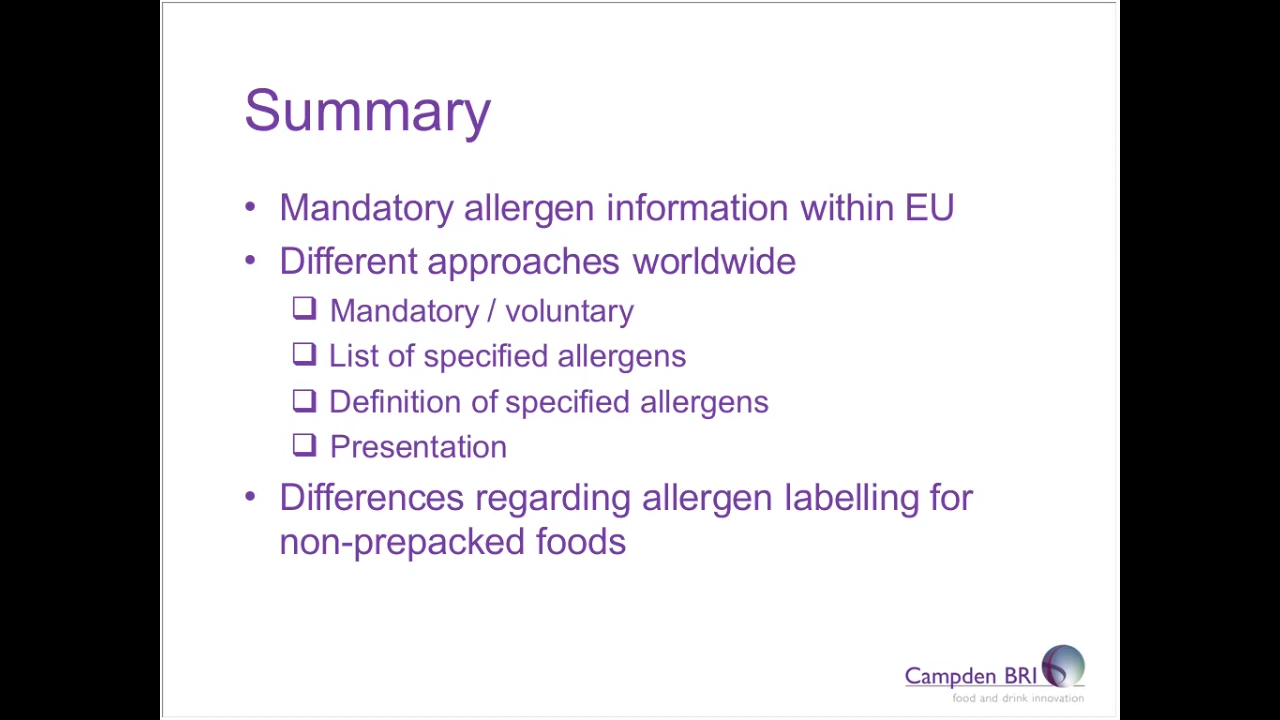 Summary
• Mandatory allergen information within EU
• Different approaches worldwide
❑ Mandatory / voluntary
❑ List of specified allergens
❑ Definition of specified allergens
❑ Presentation
• Differences regarding allergen labelling for
non-prepacked foods
Campden BRI
food and drink innovation